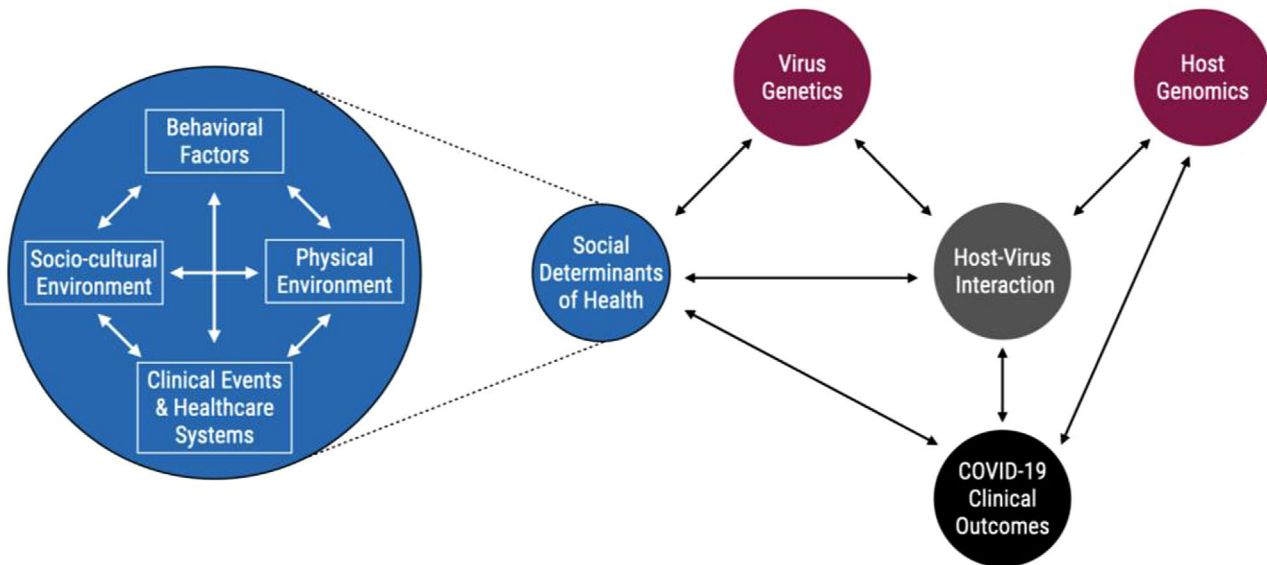 Behavioral
Factors
Socio-cultural
Environment
Physical
Environment
Clinical Events
& Healthcare
Systems
Social
Determinants
of Health
Virus
Genetics
Host
Genomics
Host-Virus
Interaction
COVID-19
Clinical
Outcomes